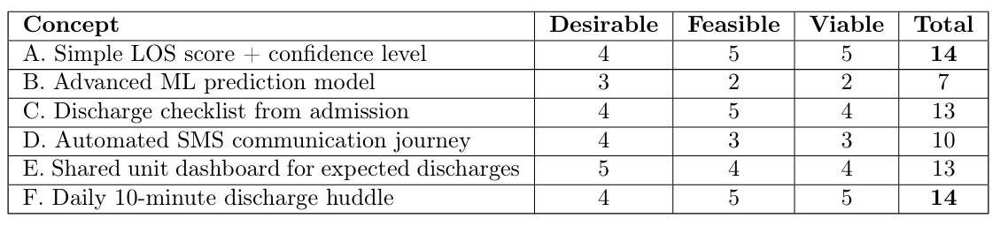 Concept Desirable Feasible Viable Total
A. Simple LOS score + confidence level 4 5 5 14
B. Advanced ML prediction model 3 2 2 7
C. Discharge checklist from admission 4 5 4 13
D. Automated SMS communication journey 4 3 3 10
E. Shared unit dashboard for expected discharges 5 4 4 13
F. Daily 10-minute discharge huddle 4 5 5 14